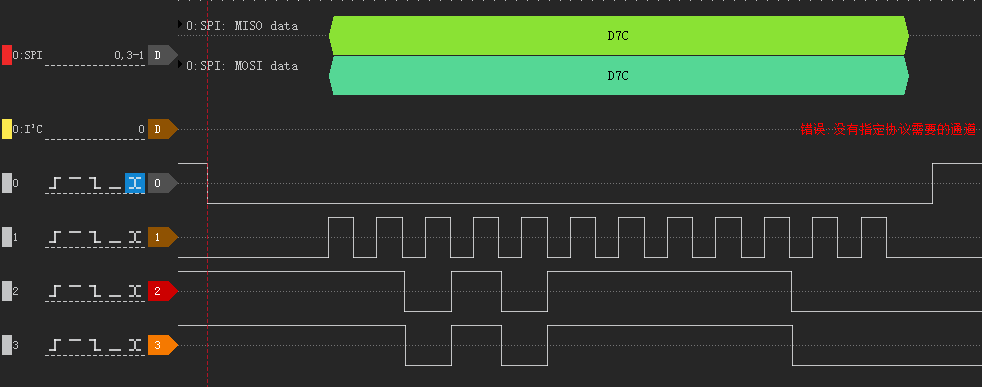 0:SPI: MISO data
D7C
0:SPI 0,3-1 D
0:SPI: MOSI data
D7C
0:I²C 0 D
错误:没有指定协议需要的通道
0 0
1 1
2 2
3 3